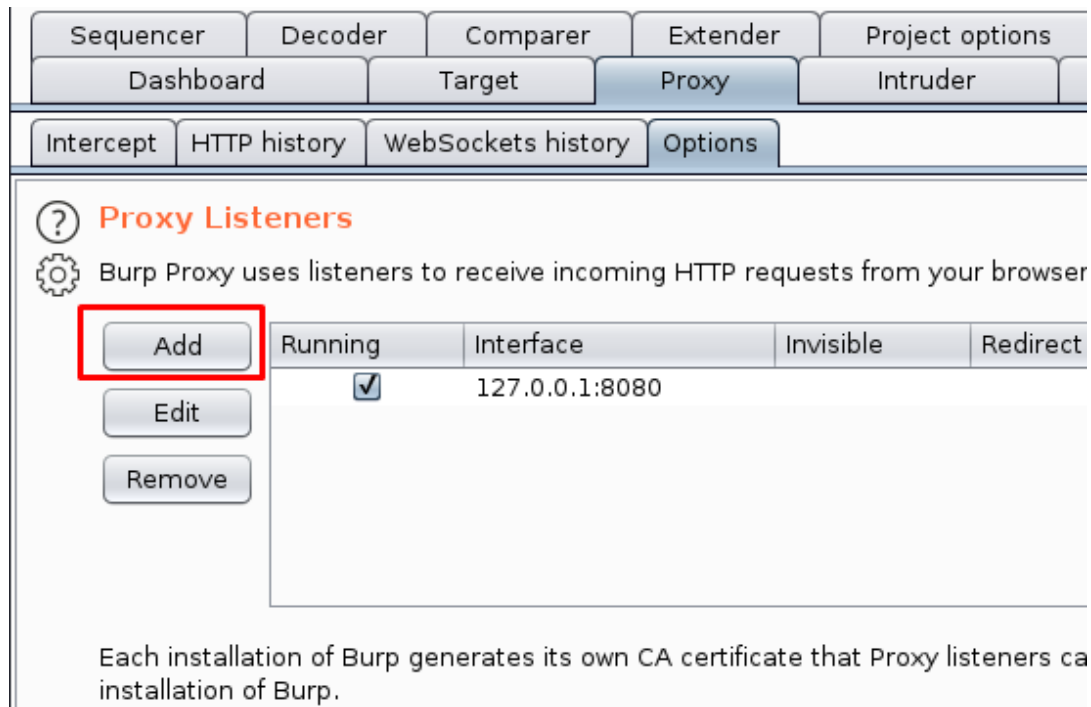 Sequencer Decoder Comparer Extender Project options
Dashboard Target Proxy Intruder
Intercept HTTP history WebSockets history Options
? Proxy Listeners
Burp Proxy uses listeners to receive incoming HTTP requests from your browser
Add Running Interface Invisible Redirect
127.0.0.1:8080
Edit
Remove
Each installation of Burp generates its own CA certificate that Proxy listeners ca
installation of Burp.